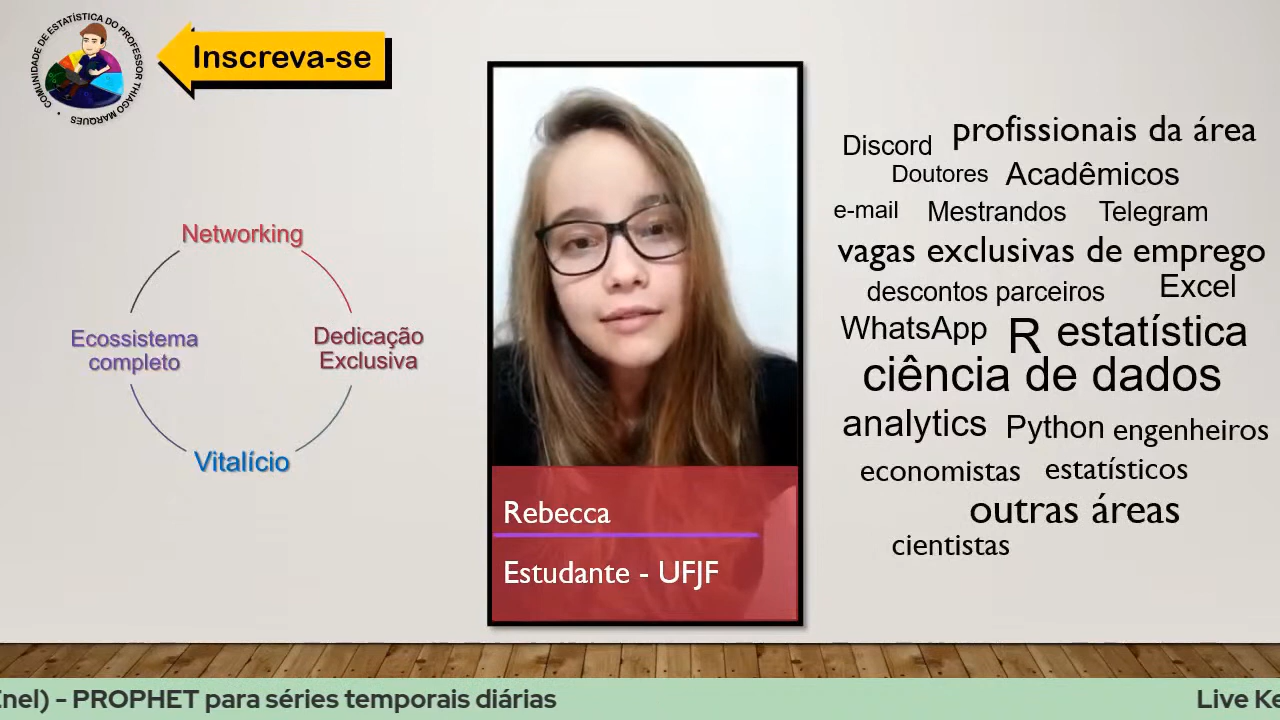 COMUNIDADE DE ESTATÍSTICA DO PROFESSOR THIAGO MARQUES
Inscreva-se
Networking
Ecossistema
completo
Dedicação
Exclusiva
Vitalício
Rebecca
Estudante - UFJF
Discord profissionais da área
Doutores Acadêmicos
e-mail Mestrandos Telegram
vagas exclusivas de emprego
descontos parceiros Excel
WhatsApp R estatística
ciência de dados
analytics Python engenheiros
economistas estatísticos
outras áreas
cientistas
Enel) - PROPHET para séries temporais diárias
Live Ke